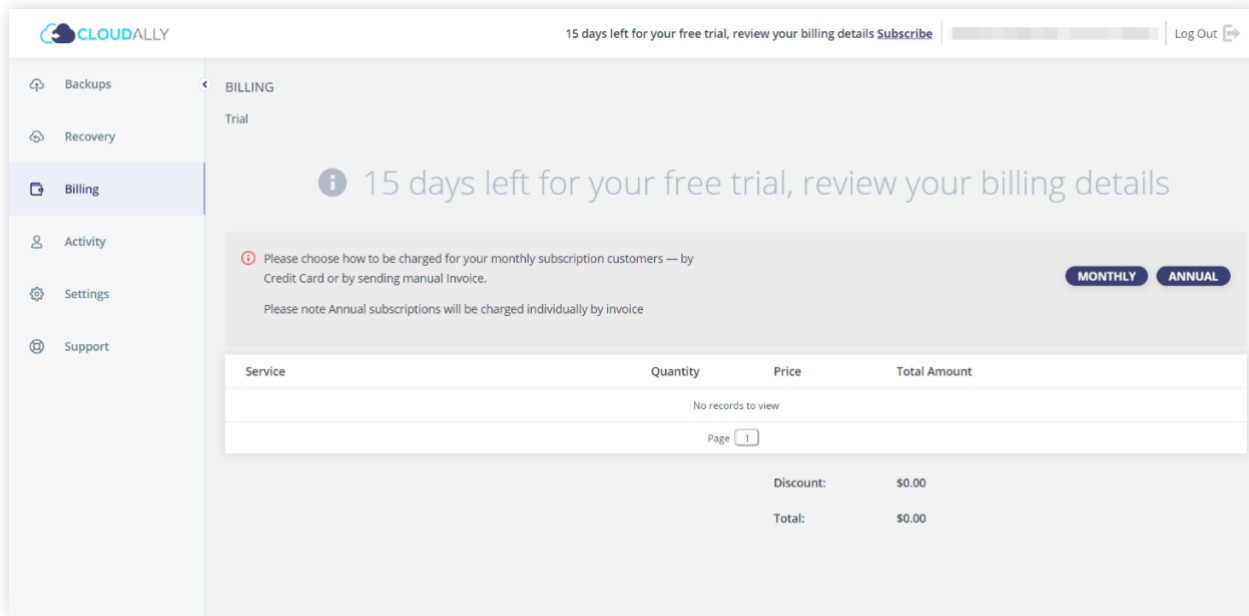 CLOUDALLY
15 days left for your free trial, review your billing details Subscribe
Log Out
Backups
Recovery
Billing
Activity
Settings
Support
BILLING
Trial
15 days left for your free trial, review your billing details
Please choose how to be charged for your monthly subscription customers — by
Credit Card or by sending manual Invoice.
Please note Annual subscriptions will be charged individually by invoice
MONTHLY ANNUAL
Service Quantity Price Total Amount
No records to view
Page 1
Discount: $0.00
Total: $0.00